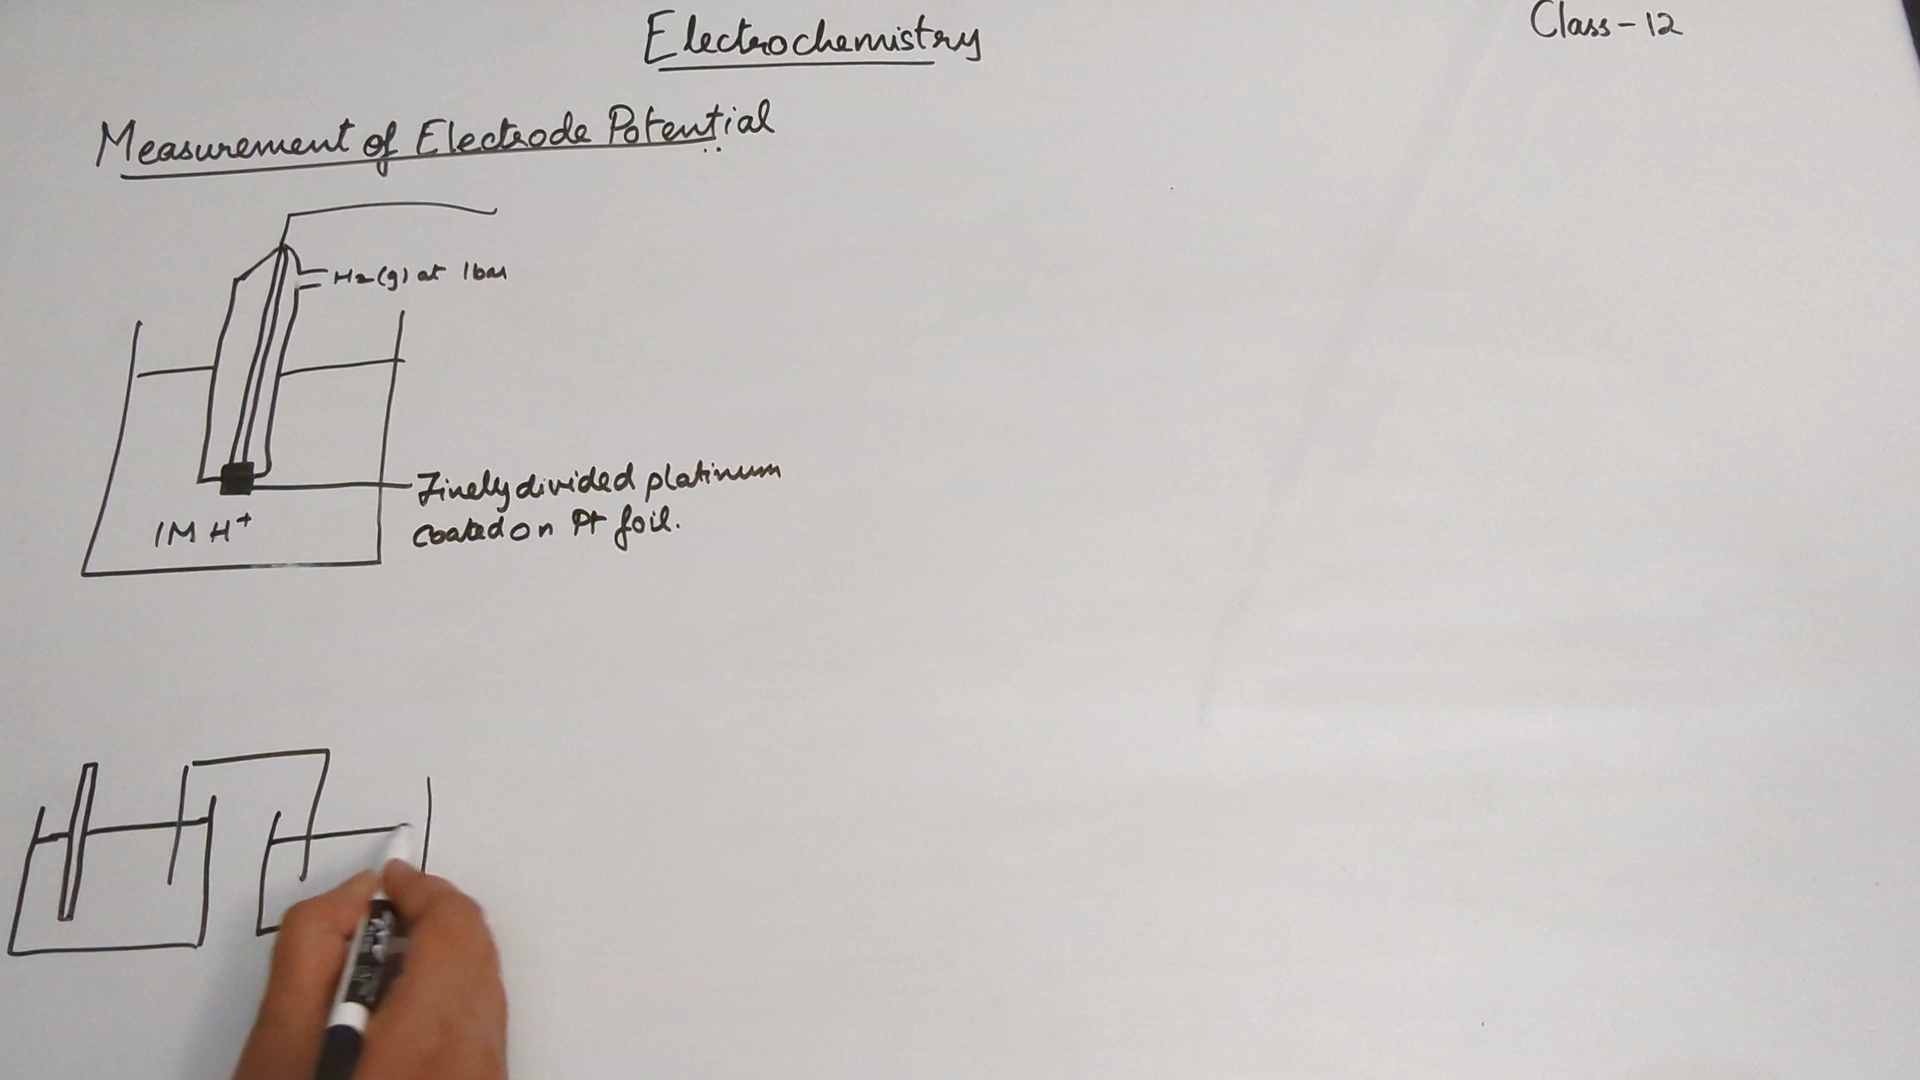 Electrochemistry
Class-12
Measurement of Electrode Potential
H2(g) at 1bar
Finely divided platinum
coated on Pt foil.
1M H+